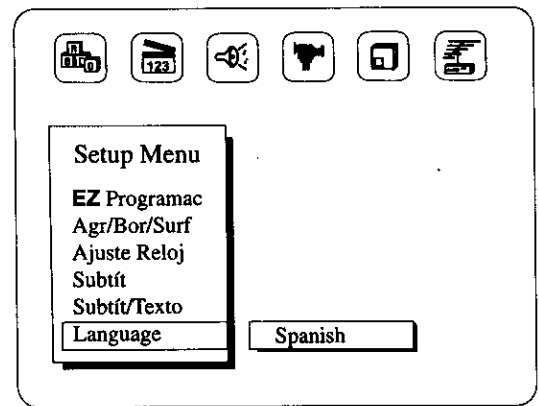 123
Setup Menu
EZ Programac
Agr/Bor/Surf
Ajuste Reloj
Subtít
Subtít/Texto
Language Spanish